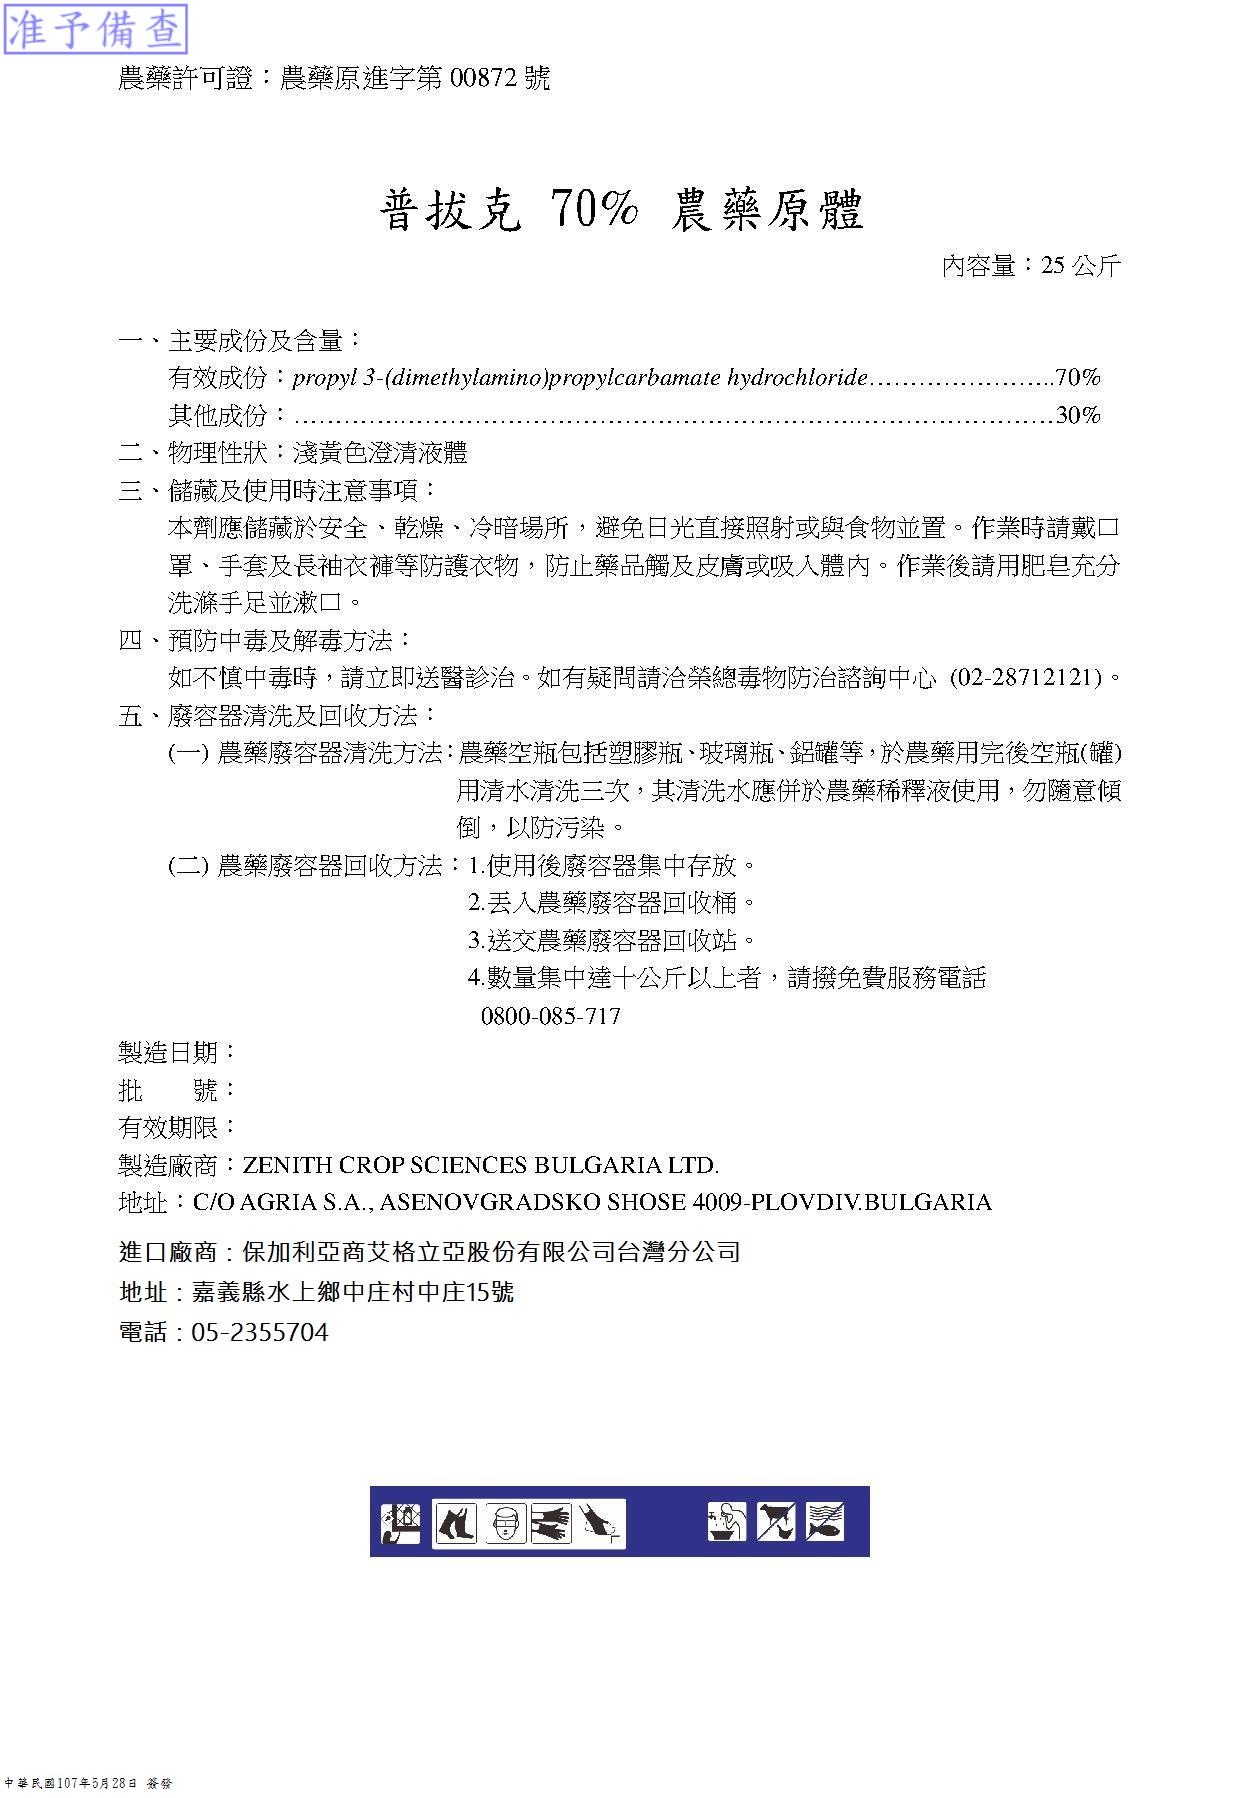 准予備查
農藥許可證：農藥原進字第 00872 號
普拔克 70% 農藥原體
內容量：25 公斤
一、主要成份及含量：
有效成份：propyl 3-(dimethylamino)propylcarbamate hydrochloride…………………..70%
其他成份：…………………………………………………………………………………30%
二、物理性狀：淺黃色澄清液體
三、儲藏及使用時注意事項：
本劑應儲藏於安全、乾燥、冷暗場所，避免日光直接照射或與食物並置。作業時請戴口
罩、手套及長袖衣褲等防護衣物，防止藥品觸及皮膚或吸入體內。作業後請用肥皂充分
洗滌手足並漱口。
四、預防中毒及解毒方法：
如不慎中毒時，請立即送醫診治。如有疑問請洽榮總毒物防治諮詢中心 (02-28712121)。
五、廢容器清洗及回收方法：
(一) 農藥廢容器清洗方法：農藥空瓶包括塑膠瓶、玻璃瓶、鋁罐等，於農藥用完後空瓶(罐)
用清水清洗三次，其清洗水應併於農藥稀釋液使用，勿隨意傾
倒，以防污染。
(二) 農藥廢容器回收方法：1.使用後廢容器集中存放。
2.丟入農藥廢容器回收桶。
3.送交農藥廢容器回收站。
4.數量集中達十公斤以上者，請撥免費服務電話
0800-085-717
製造日期：
批　　號：
有效期限：
製造廠商：ZENITH CROP SCIENCES BULGARIA LTD.
地址：C/O AGRIA S.A., ASENOVGRADSKO SHOSE 4009-PLOVDIV.BULGARIA
進口廠商：保加利亞商艾格立亞股份有限公司台灣分公司
地址：嘉義縣水上鄉中庄村中庄15號
電話：05-2355704
中華民國107年5月28日 簽發